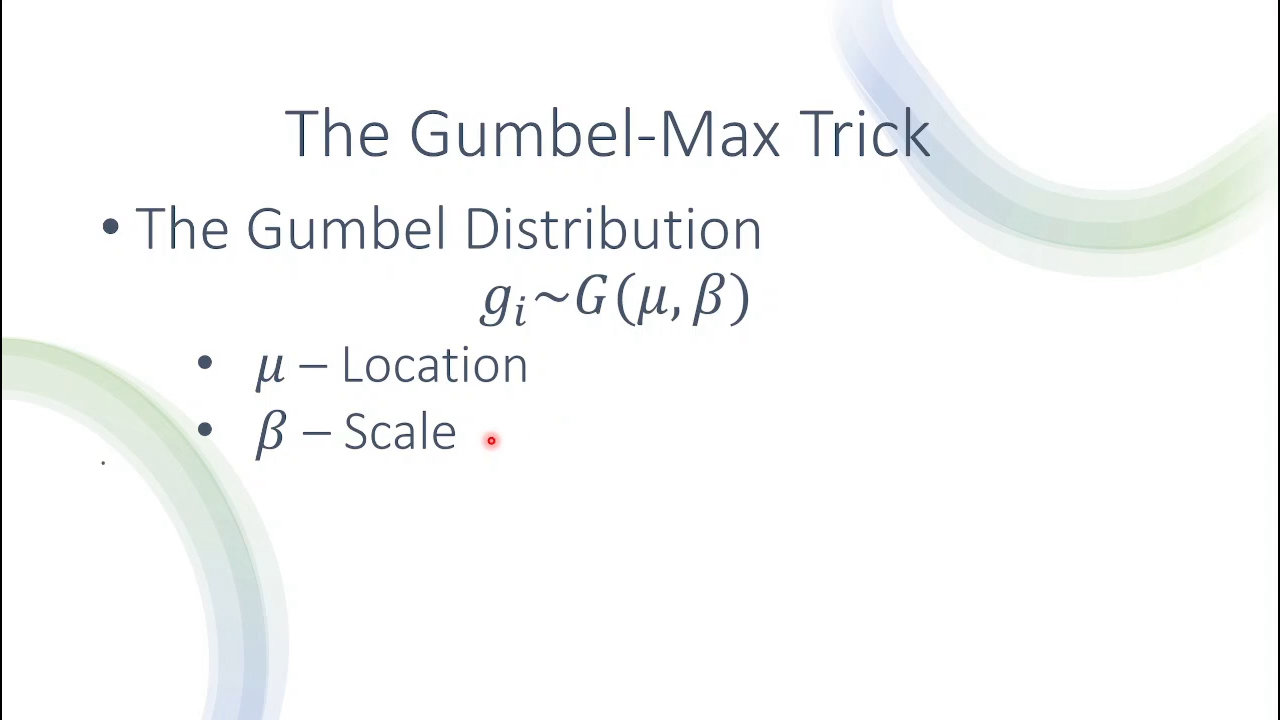 The Gumbel-Max Trick
• The Gumbel Distribution
𝑔ᵢ~𝐺(𝜇, 𝛽)
• 𝜇 – Location
• 𝛽 – Scale